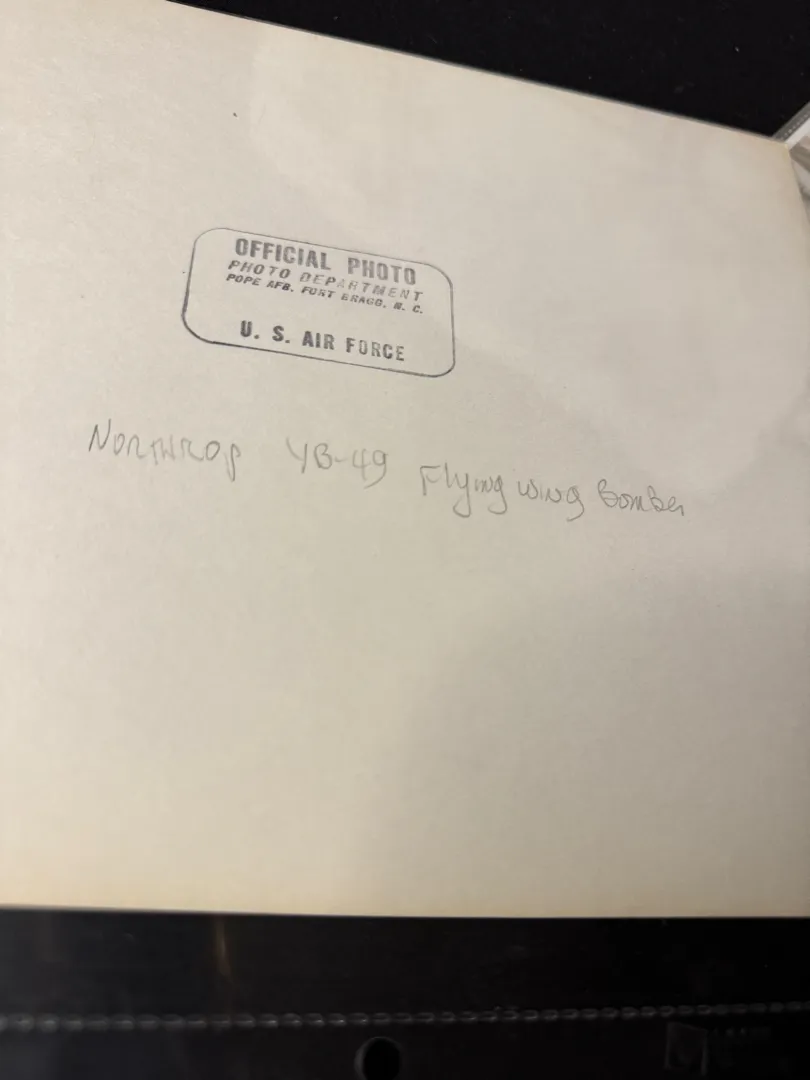 OFFICIAL PHOTO
PHOTO DEPARTMENT
POPE AFB, FORT BRAGG, N. C.
U. S. AIR FORCE
Northrop YB-49 Flying wing Bomber